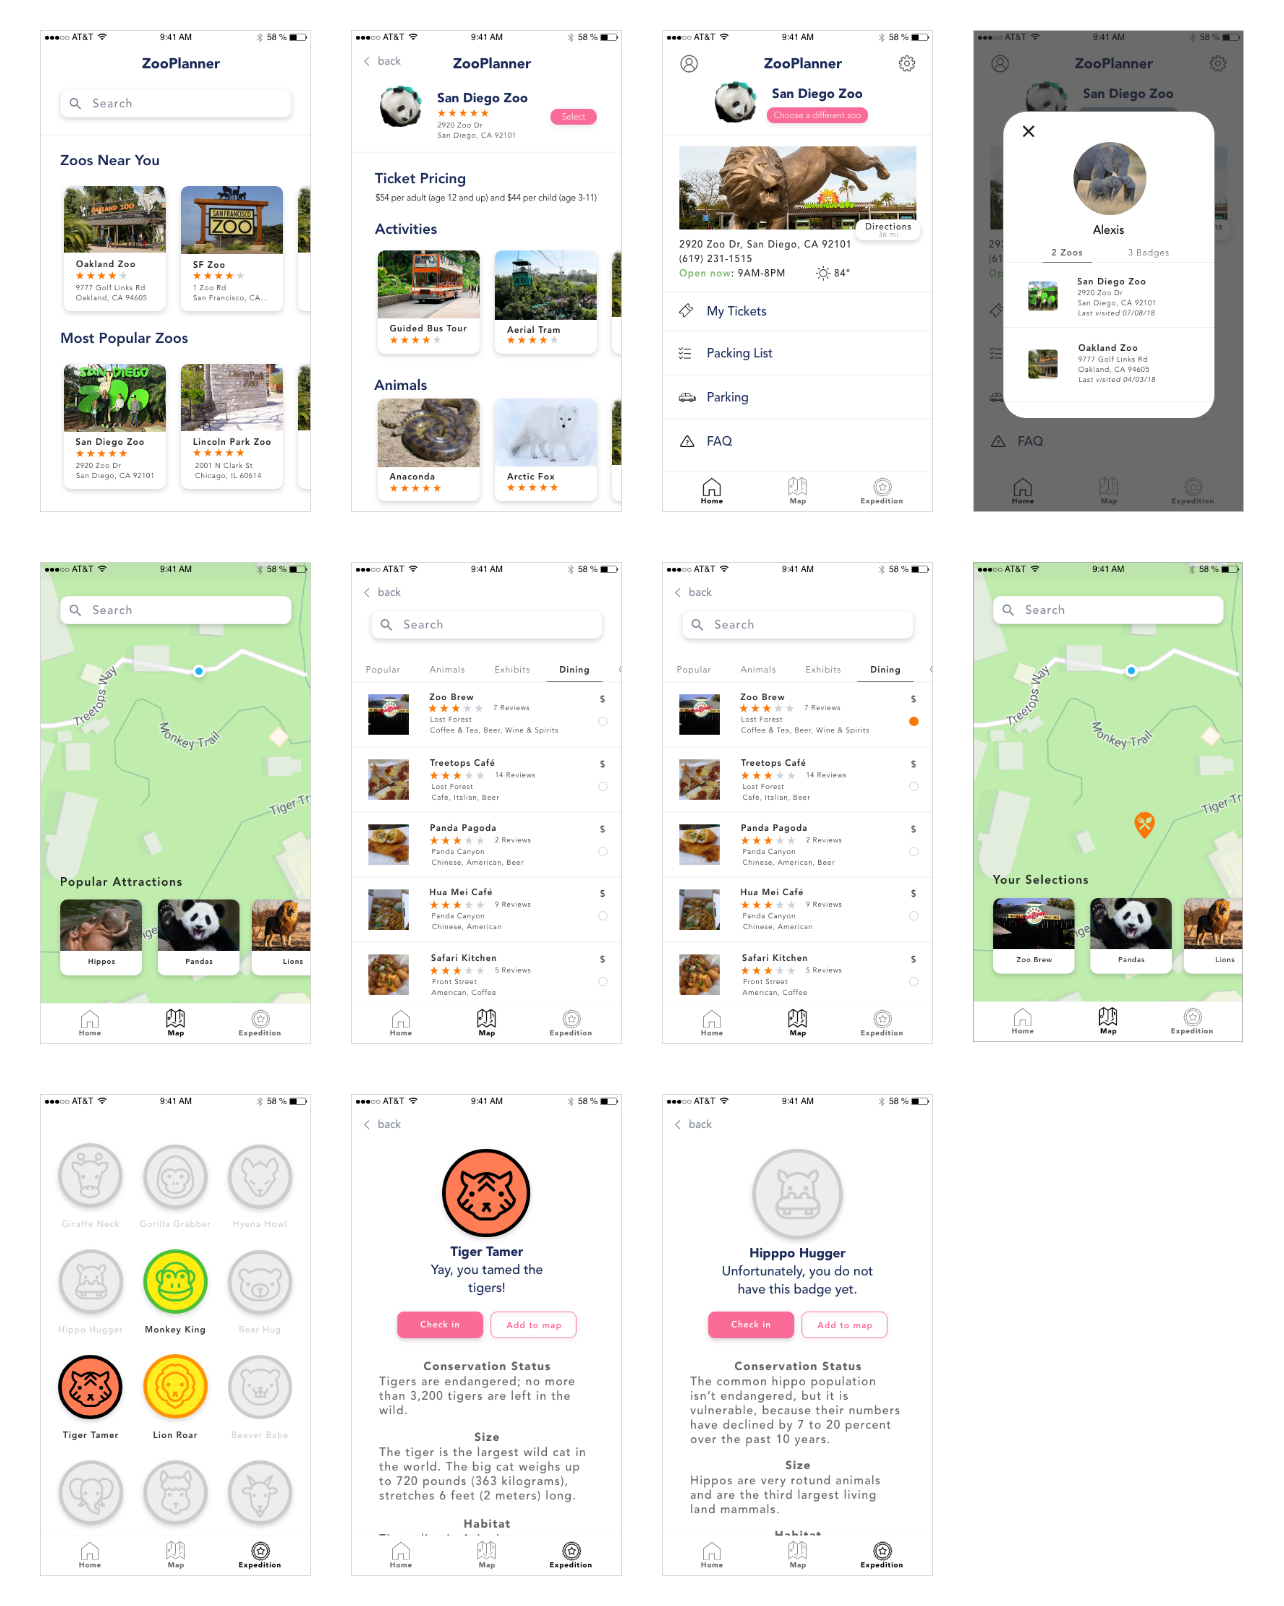 AT&T 9:41 AM 58 %
ZooPlanner
Search
Zoos Near You
OAKLAND ZOO
SAN FRANCISCO
ZOO
Oakland Zoo
9777 Golf Links Rd
Oakland, CA 94605
SF Zoo
1 Zoo Rd
San Francisco, CA...
Most Popular Zoos
SAN DIEGO
ZOO
San Diego Zoo
2920 Zoo Dr
San Diego, CA 92101
Lincoln Park Zoo
2001 N Clark St
Chicago, IL 60614
AT&T 9:41 AM 58 %
back
ZooPlanner
San Diego Zoo
2920 Zoo Dr
San Diego, CA 92101
Select
Ticket Pricing
$54 per adult (age 12 and up) and $44 per child (age 3-11)
Activities
Guided Bus Tour
Aerial Tram
Animals
Anaconda
Arctic Fox
AT&T 9:41 AM 58 %
ZooPlanner
San Diego Zoo
Choose a different zoo
SAN DIEGO ZOO
Directions
36 mi
2920 Zoo Dr, San Diego, CA 92101
(619) 231-1515
Open now: 9AM-8PM 84°
My Tickets
Packing List
Parking
FAQ
Home Map Expedition
AT&T 9:41 AM 58 %
ZooPlanner
San Diego Zoo
Alexis
2 Zoos 3 Badges
San Diego Zoo
2920 Zoo Dr
San Diego, CA 92101
Last visited 07/08/18
Oakland Zoo
9777 Golf Links Rd
Oakland, CA 94605
Last visited 04/03/18
FAQ
Home Map Expedition
AT&T 9:41 AM 58 %
Search
Treetops Way
Monkey Trail
Tiger Tr
Popular Attractions
Hippos
Pandas
Lions
Home Map Expedition
AT&T 9:41 AM 58 %
back
Search
Popular Animals Exhibits Dining
Zoo Brew $
7 Reviews
Lost Forest
Coffee & Tea, Beer, Wine & Spirits
Treetops Café $
14 Reviews
Lost Forest
Café, Italian, Beer
Panda Pagoda $
2 Reviews
Panda Canyon
Chinese, American, Beer
Hua Mei Café $
9 Reviews
Panda Canyon
Chinese, American
Safari Kitchen $
5 Reviews
Front Street
American, Coffee
Home Map Expedition
AT&T 9:41 AM 58 %
back
Search
Popular Animals Exhibits Dining
Zoo Brew $
7 Reviews
Lost Forest
Coffee & Tea, Beer, Wine & Spirits
Treetops Café $
14 Reviews
Lost Forest
Café, Italian, Beer
Panda Pagoda $
2 Reviews
Panda Canyon
Chinese, American, Beer
Hua Mei Café $
9 Reviews
Panda Canyon
Chinese, American
Safari Kitchen $
5 Reviews
Front Street
American, Coffee
Home Map Expedition
AT&T 9:41 AM 58 %
Search
Treetops Way
Monkey Trail
Tiger Tr
Your Selections
Zoo Brew
Pandas
Lions
Home Map Expedition
AT&T 9:41 AM 58 %
Giraffe Neck Gorilla Grabber Hyena Howl
Hippo Hugger Monkey King Bear Hug
Tiger Tamer Lion Roar Beaver Babe
Home Map Expedition
AT&T 9:41 AM 58 %
back
Tiger Tamer
Yay, you tamed the
tigers!
Check in Add to map
Conservation Status
Tigers are endangered; no more
than 3,200 tigers are left in the
wild.
Size
The tiger is the largest wild cat in
the world. The big cat weighs up
to 720 pounds (363 kilograms),
stretches 6 feet (2 meters) long.
Habitat
Home Map Expedition
AT&T 9:41 AM 58 %
back
Hipppo Hugger
Unfortunately, you do not
have this badge yet.
Check in Add to map
Conservation Status
The common hippo population
isn't endangered, but it is
vulnerable, because their numbers
have declined by 7 to 20 percent
over the past 10 years.
Size
Hippos are very rotund animals
and are the third largest living
land mammals.
Habitat
Home Map Expedition